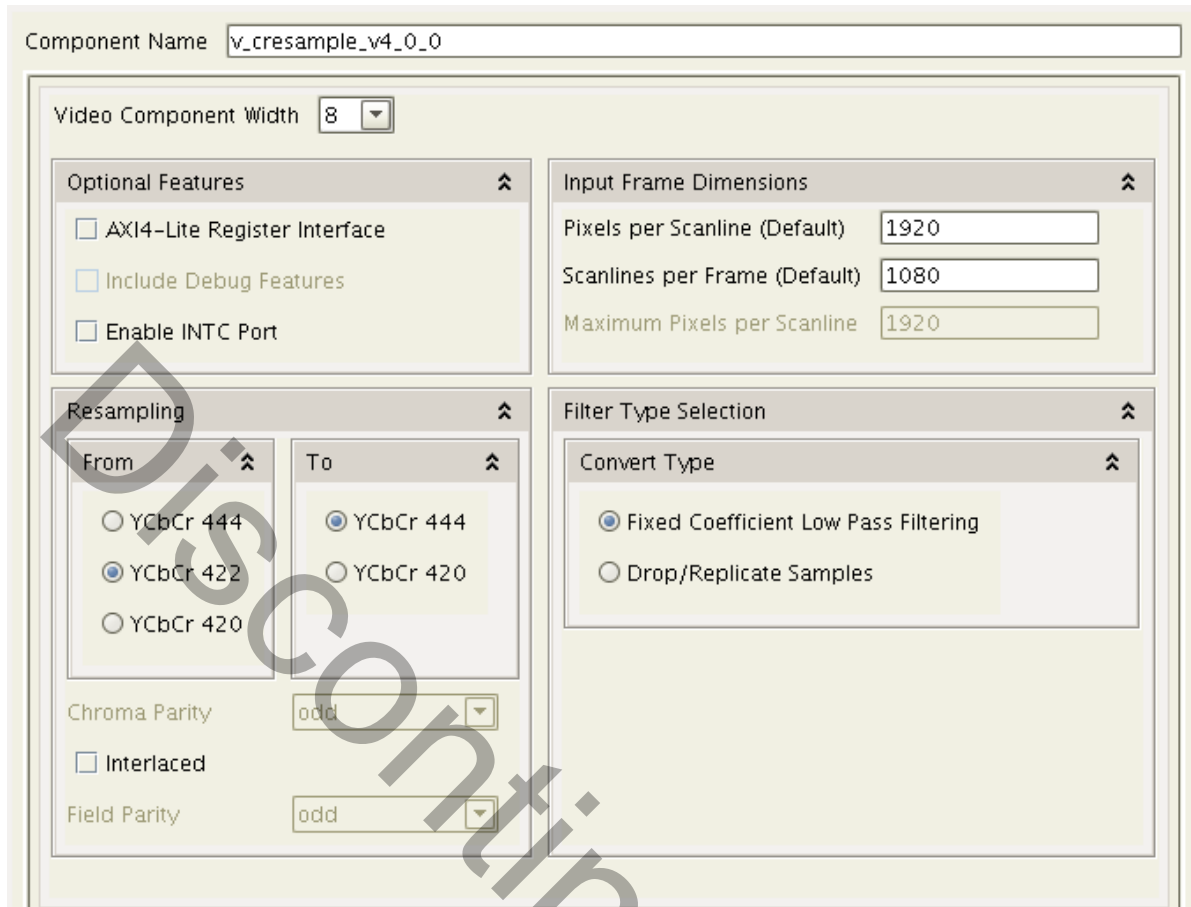 Component Name v_cresample_v4_0_0
Video Component Width 8
Optional Features
AXI4-Lite Register Interface
Include Debug Features
Enable INTC Port
Input Frame Dimensions
Pixels per Scanline (Default) 1920
Scanlines per Frame (Default) 1080
Maximum Pixels per Scanline 1920
Resampling
From
YCbCr 444
YCbCr 422
YCbCr 420
To
YCbCr 444
YCbCr 420
Chroma Parity odd
Interlaced
Field Parity odd
Filter Type Selection
Convert Type
Fixed Coefficient Low Pass Filtering
Drop/Replicate Samples